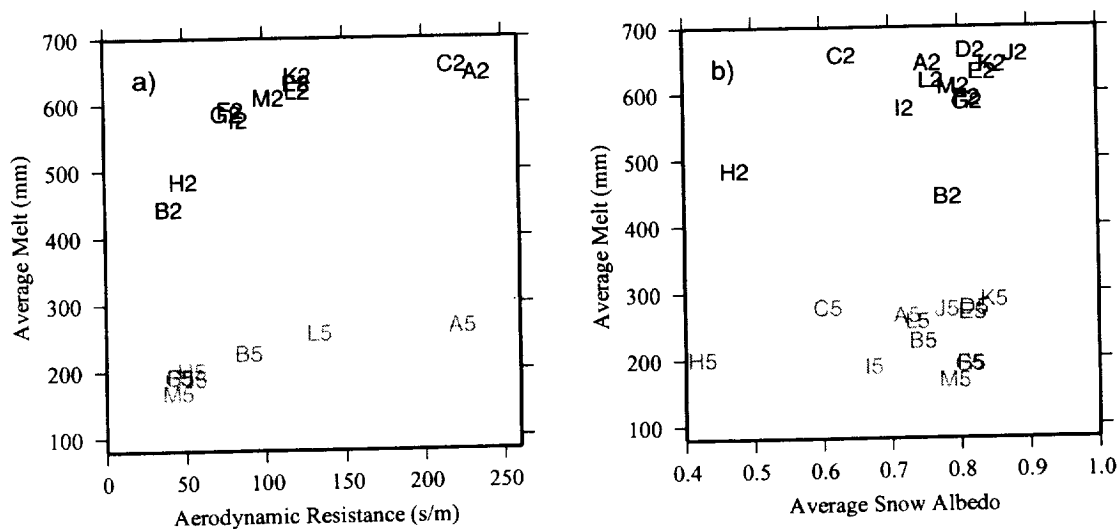 a)
Average Melt (mm)
700
600
500
400
300
200
100
C2
A2
K2
E2
M2
G2
I2
H2
B2
A5
L5
B5
H5
M5
0
50
100
150
200
250
Aerodynamic Resistance (s/m)
b)
Average Melt (mm)
700
600
500
400
300
200
100
C2
D2
J2
A2
K2
E2
L2
M2
I2
G2
H2
B2
K5
C5
J5
D5
E5
A5
L5
B5
H5
I5
M5
0.4
0.6
0.7
0.8
0.9
1.0
Average Snow Albedo